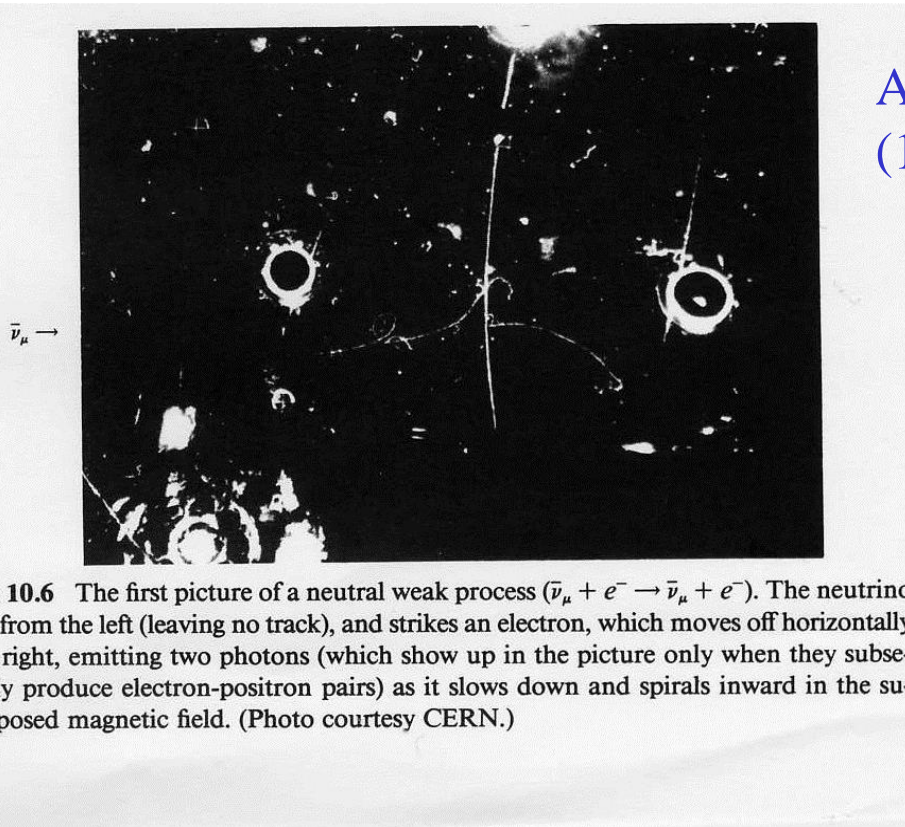 A
(1
ν̄μ →
10.6 The first picture of a neutral weak process (ν̄μ + e⁻ → ν̄μ + e⁻). The neutrino
from the left (leaving no track), and strikes an electron, which moves off horizontally
right, emitting two photons (which show up in the picture only when they subse-
y produce electron-positron pairs) as it slows down and spirals inward in the su-
posed magnetic field. (Photo courtesy CERN.)